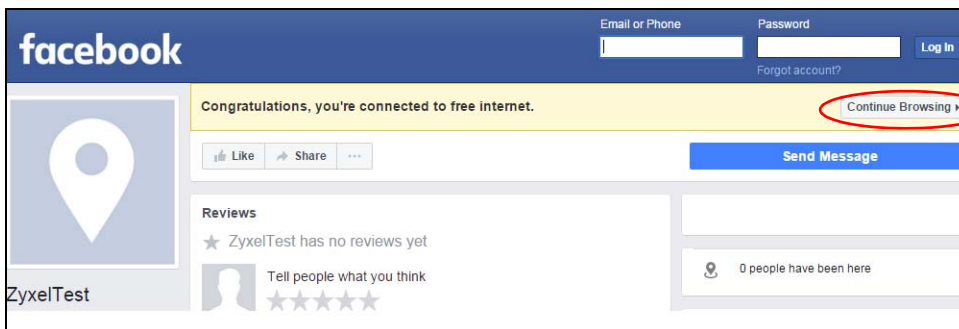 Email or Phone
Password
facebook
Log In
Forgot account?
Congratulations, you're connected to free internet.
Continue Browsing
Like
Share
Send Message
Reviews
ZyxelTest has no reviews yet
Tell people what you think
0 people have been here
ZyxelTest